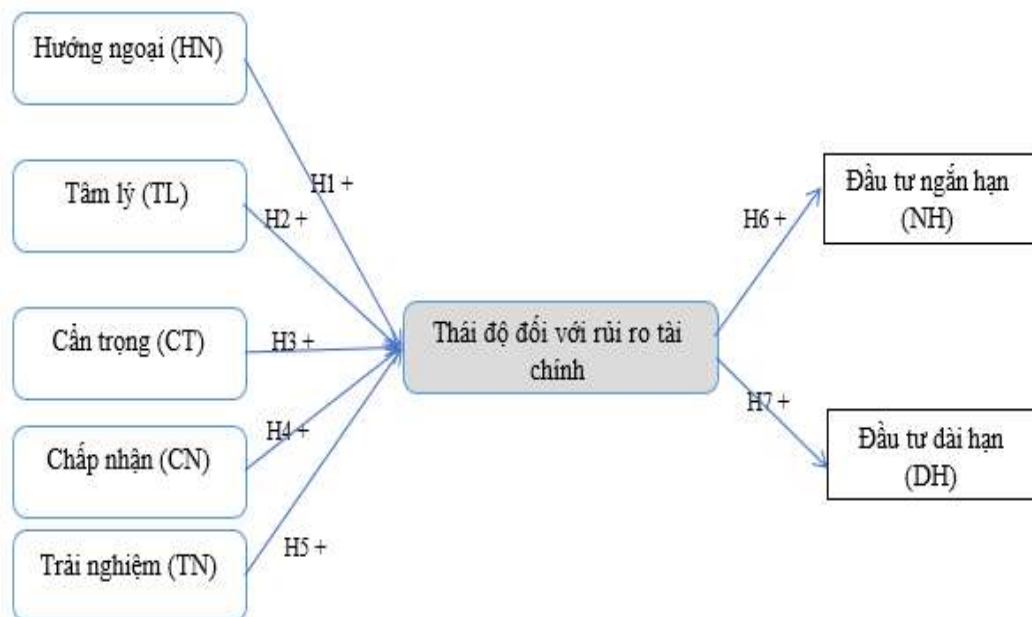 Hướng ngoại (HN)
H1 +
Tâm lý (TL)
H2 +
Cẩn trọng (CT)
H3 +
Chấp nhận (CN)
H4 +
Trải nghiệm (TN)
H5 +
Thái độ đối với rủi ro tài
chính
H6 +
Đầu tư ngắn hạn
(NH)
H7 +
Đầu tư dài hạn
(DH)